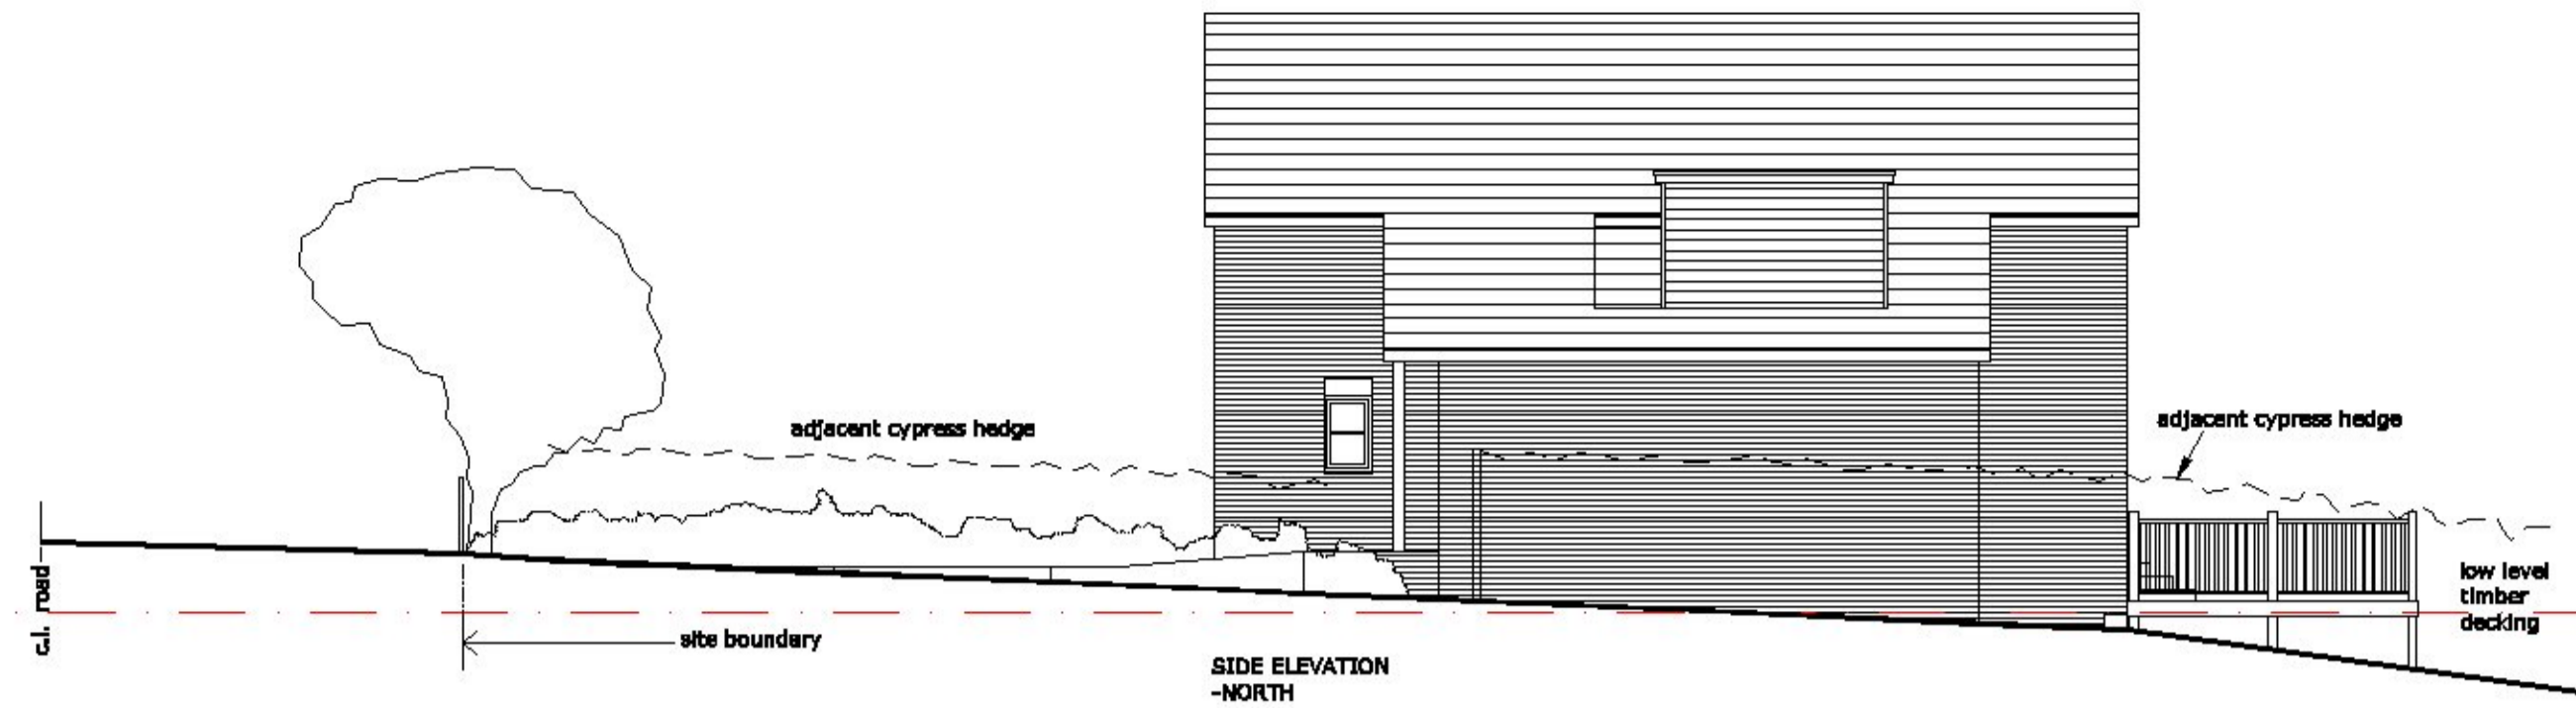 adjacent cypress hedge
adjacent cypress hedge
c.l. road
site boundary
low level
timber
decking
SIDE ELEVATION
-NORTH